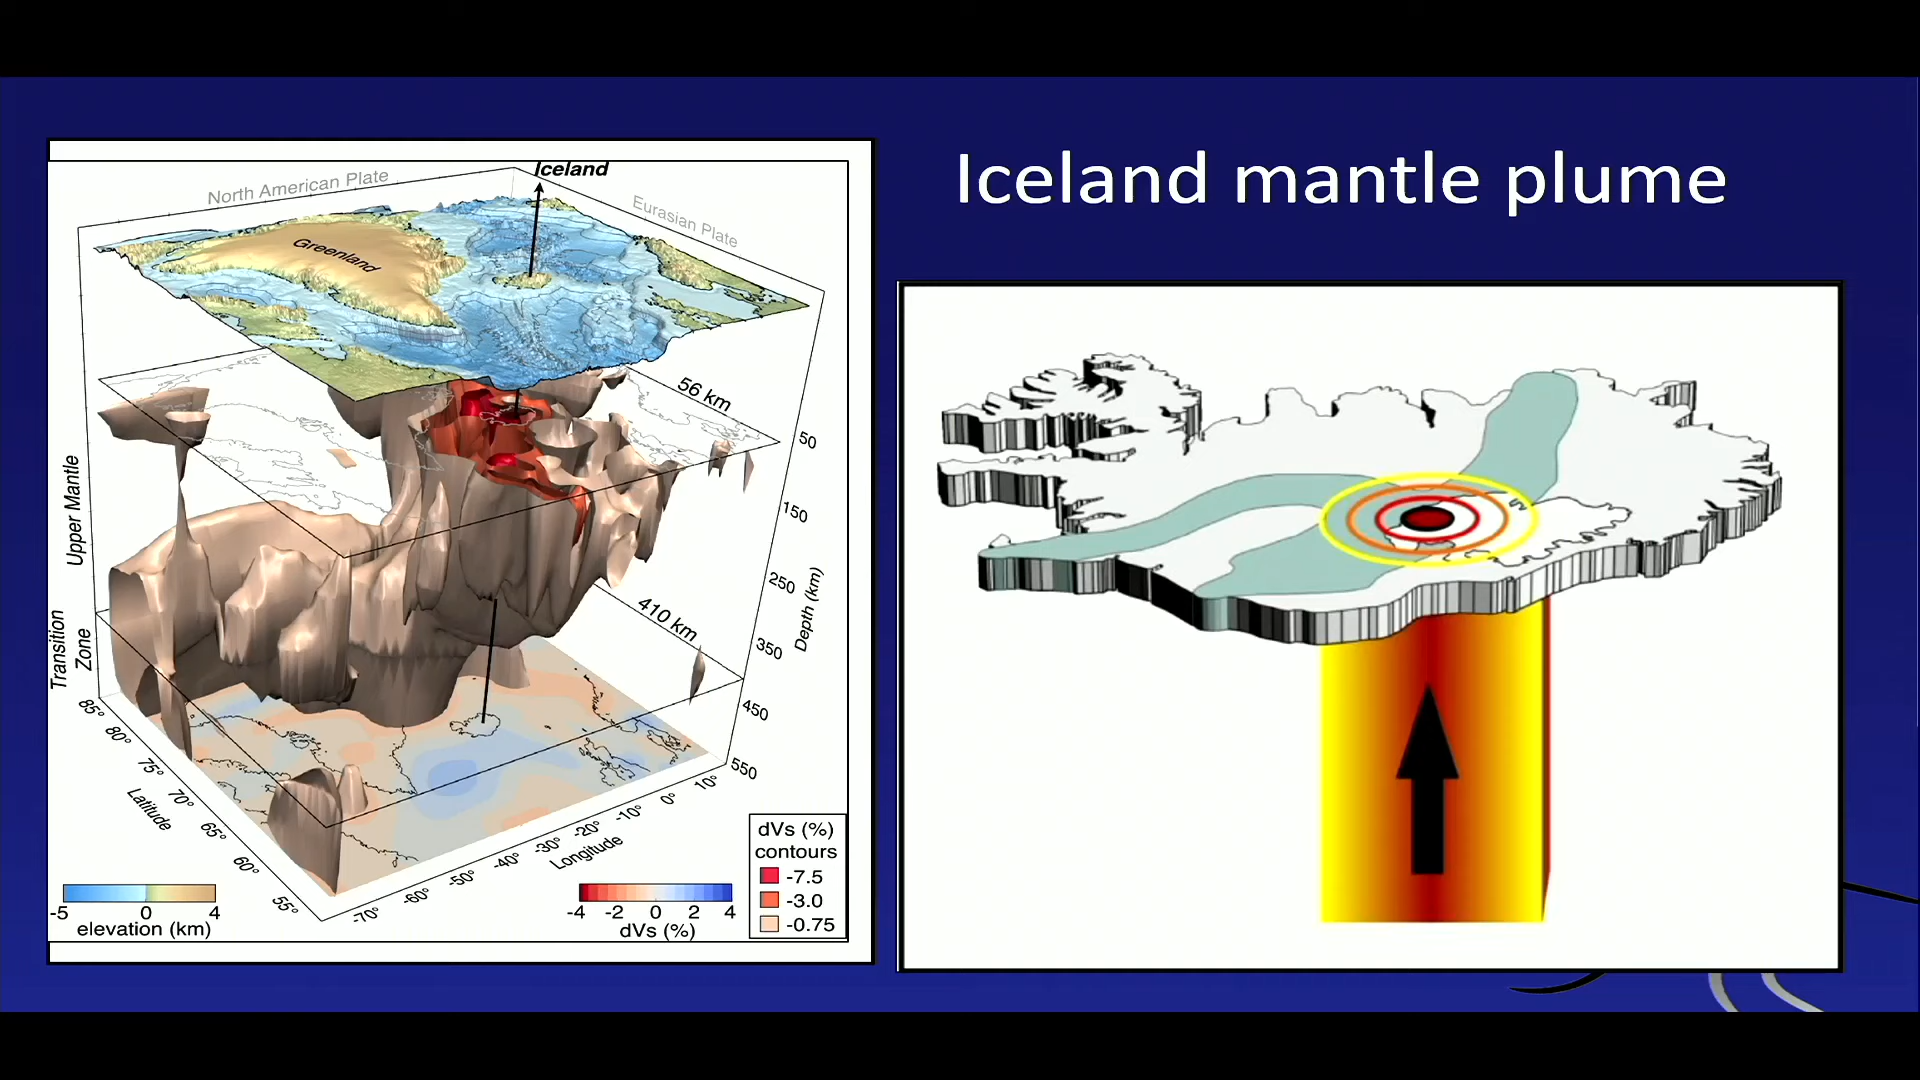 Iceland mantle plume
Iceland
North American Plate
Eurasian Plate
Greenland
56 km
50
150
250
350
450
550
Depth (km)
410 km
Upper Mantle
Transition
Zone
85°
80°
75°
70°
65°
60°
55°
Latitude
-70°
-60°
-50°
-40°
-30°
-20°
-10°
0°
10°
Longitude
-5 0 4
elevation (km)
-4 -2 0 2 4
dVs (%)
dVs (%)
contours
-7.5
-3.0
-0.75